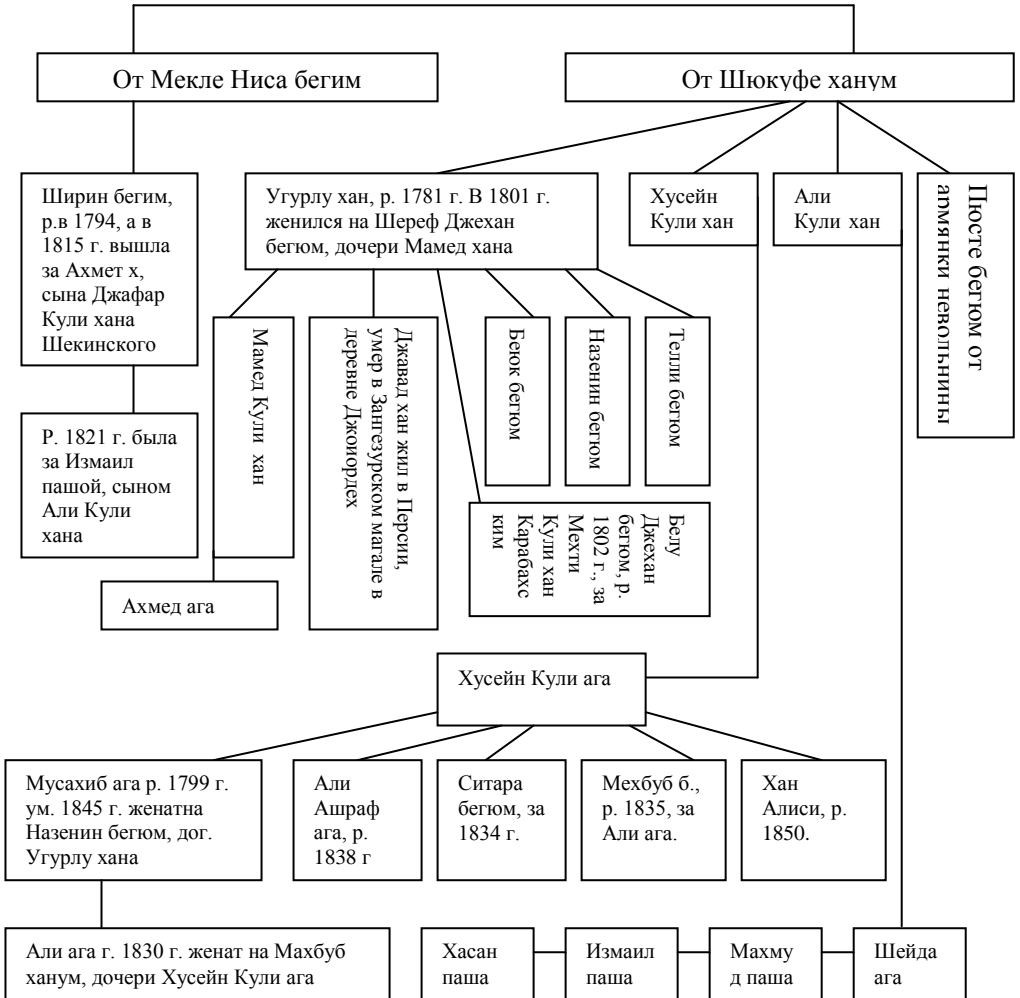 От Мекле Ниса бегим
От Шюкуфе ханум
Ширин бегим,
р.в 1794, а в
1815 г. вышла
за Ахмет х,
сына Джафар
Кули хана
Шекинского
Угурлу хан, р. 1781 г. В 1801 г.
женился на Шереф Джехан
бегюм, дочери Мамед хана
Хусейн
Кули хан
Али
Кули хан
Пюсте бегюм от
армянки невольнины
Р. 1821 г. была
за Измаил
пашой, сыном
Али Кули
хана
Мамед Кули хан
Джавад хан жил в Персии,
умер в Зангезурском магале в
деревне Джоиордех
Беюк бегюм
Назенин бегюм
Телли бегюм
Белу
Джехан
бегюм, р.
1802 г., за
Мехти
Кули хан
Карабахс
ким
Ахмед ага
Хусейн Кули ага
Мусахиб ага р. 1799 г.
ум. 1845 г. женатна
Назенин бегюм, дог.
Угурлу хана
Али
Ашраф
ага, р.
1838 г
Ситара
бегюм, за
1834 г.
Мехбуб б.,
р. 1835, за
Али ага.
Хан
Алиси, р.
1850.
Али ага г. 1830 г. женат на Махбуб
ханум, дочери Хусейн Кули ага
Хасан
паша
Измаил
паша
Махму
д паша
Шейда
ага